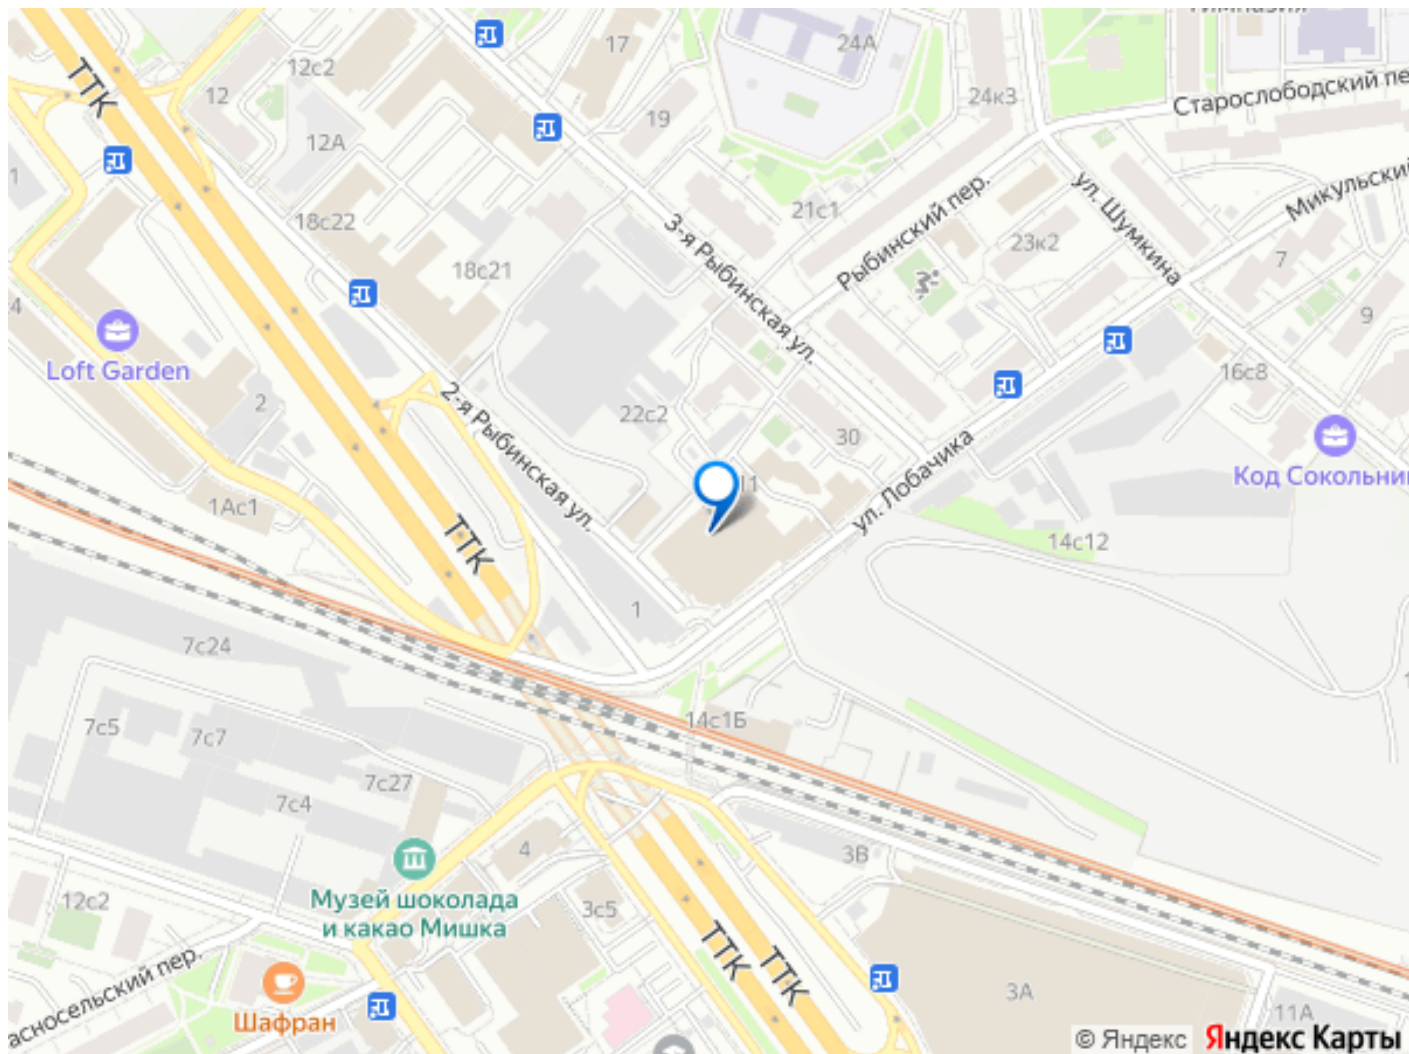 17
24А
12с2
ТТК
12
24к3
Старослободский пе
19
12А
1
ул. Шумкина
Микульский
21с1
Рыбинский пер.
18с22
3-я Рыбинская ул.
23к2
7
18с21
9
Loft Garden
16с8
2
2-я Рыбинская ул.
22с2
30
Код Сокольник
ул. Лобачика
1Ас1
ТТК
14с12
1
7с24
14с1Б
7с5
7с7
7с27
7с4
4
3В
Музей шоколада
и какао Мишка
12с2
3с5
ТТК
ТТК
асносельский пер.
3А
Шафран
11А
© Яндекс Яндекс Карты